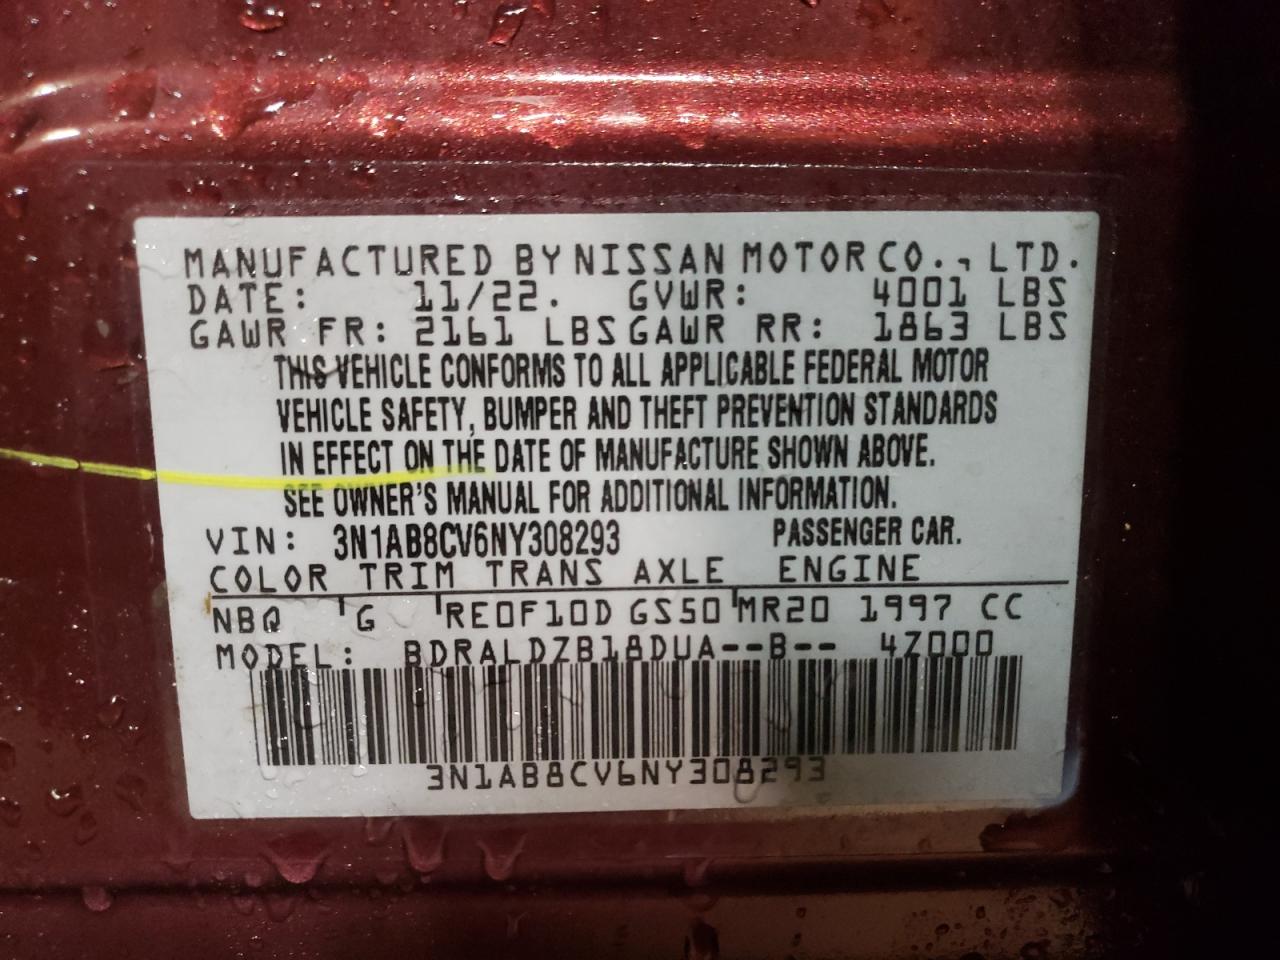 MANUFACTURED BY NISSAN MOTOR CO., LTD.
DATE: 11/22. GVWR: 4001 LBS
GAWR FR: 2161 LBS GAWR RR: 1863 LBS
THIS VEHICLE CONFORMS TO ALL APPLICABLE FEDERAL MOTOR
VEHICLE SAFETY, BUMPER AND THEFT PREVENTION STANDARDS
IN EFFECT ON THE DATE OF MANUFACTURE SHOWN ABOVE.
SEE OWNER'S MANUAL FOR ADDITIONAL INFORMATION.
VIN: 3N1AB8CV6NY308293 PASSENGER CAR.
COLOR TRIM TRANS AXLE ENGINE
NBQ G RE0F10D GS50 MR20 1997 CC
MODEL: BDRALDZB18DUA--B-- 4Z000
3N1AB8CV6NY308293